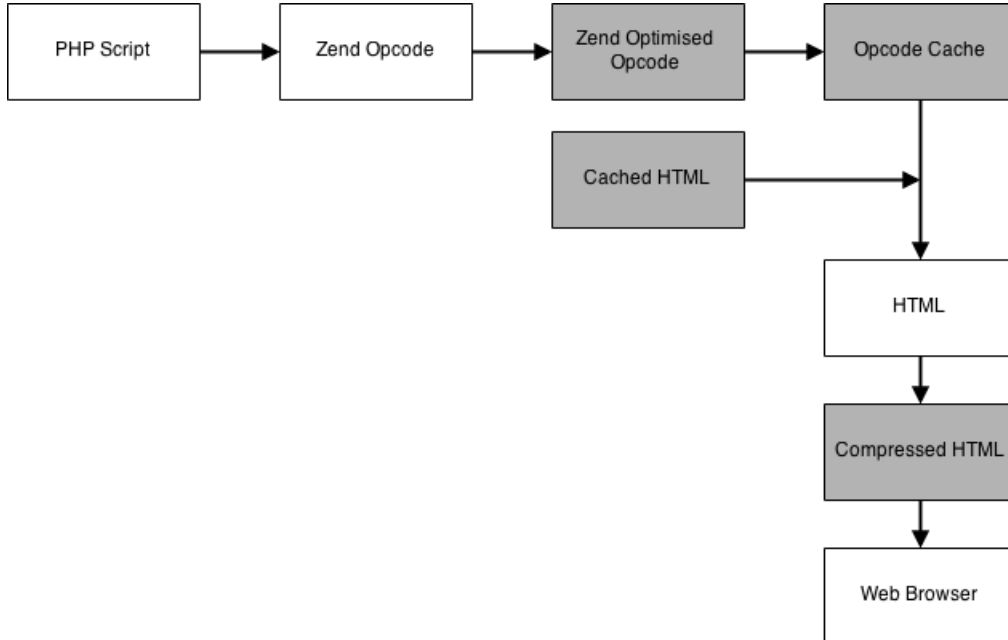 PHP Script
Zend Opcode
Zend Optimised
Opcode
Opcode Cache
Cached HTML
HTML
Compressed HTML
Web Browser